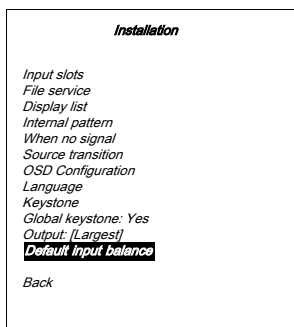 Installation
Input slots
File service
Display list
Internal pattern
When no signal
Source transition
OSD Configuration
Language
Keystone
Global keystone: Yes
Output: [Largest]
Default input balance
Back